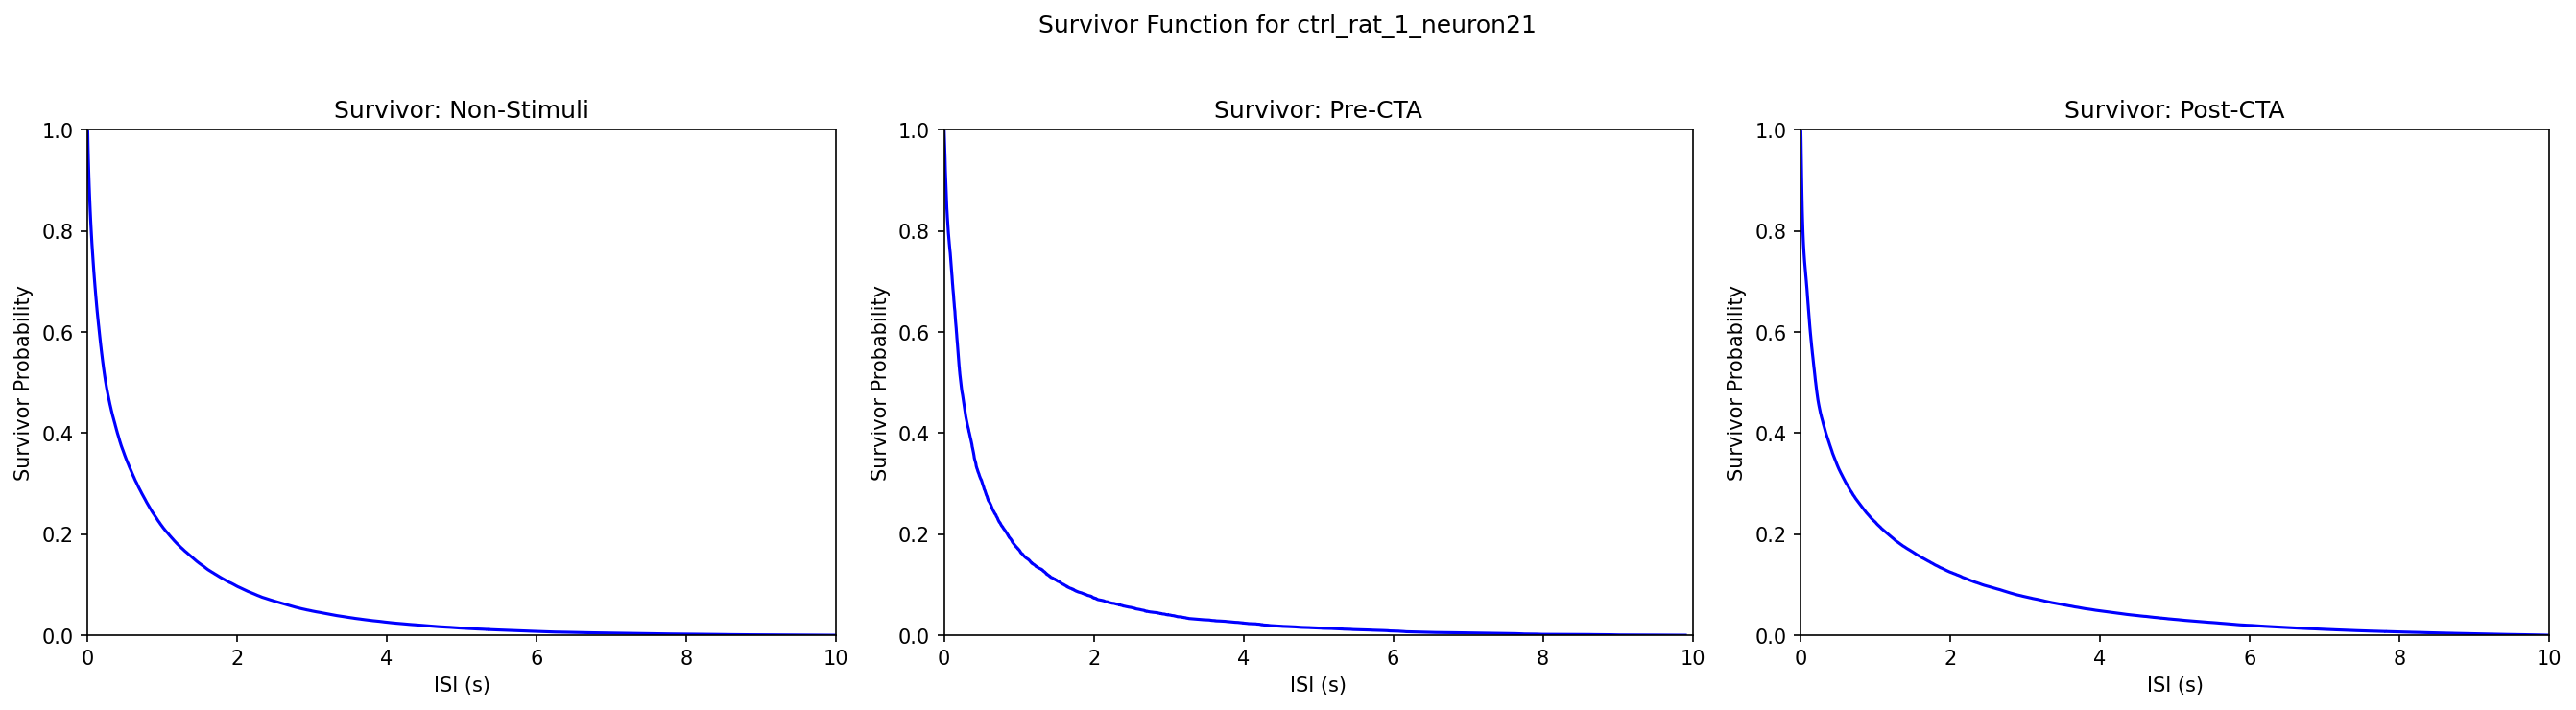 Survivor Function for ctrl_rat_1_neuron21
Survivor: Non-Stimuli
1.0
0.8
0.6
0.4
0.2
0.0
Survivor Probability
0 2 4 6 8 10
ISI (s)
Survivor: Pre-CTA
1.0
0.8
0.6
0.4
0.2
0.0
Survivor Probability
0 2 4 6 8 10
ISI (s)
Survivor: Post-CTA
1.0
0.8
0.6
0.4
0.2
0.0
Survivor Probability
0 2 4 6 8 10
ISI (s)